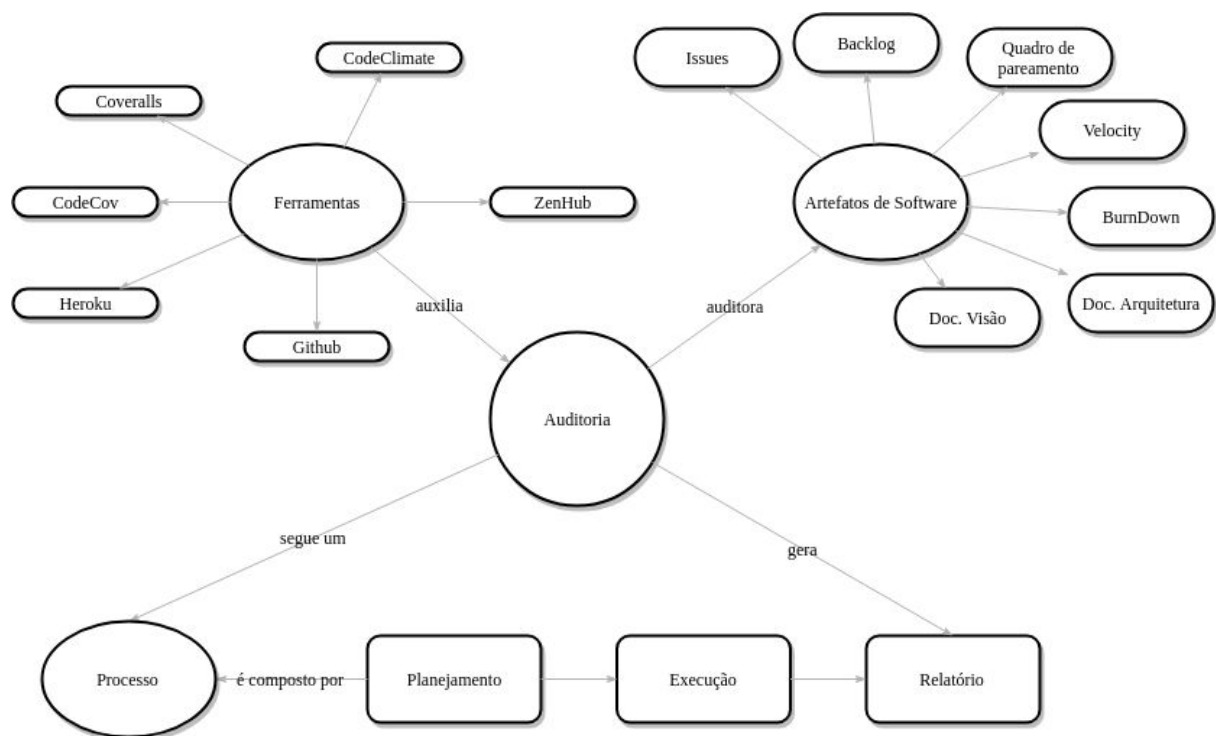 CodeClimate
Coveralls
CodeCov
Ferramentas
ZenHub
Heroku
Github
auxilia
Issues
Backlog
Quadro de
pareamento
Velocity
Artefatos de Software
BurnDown
Doc. Arquitetura
Doc. Visão
auditora
Auditoria
segue um
gera
Processo
é composto por
Planejamento
Execução
Relatório